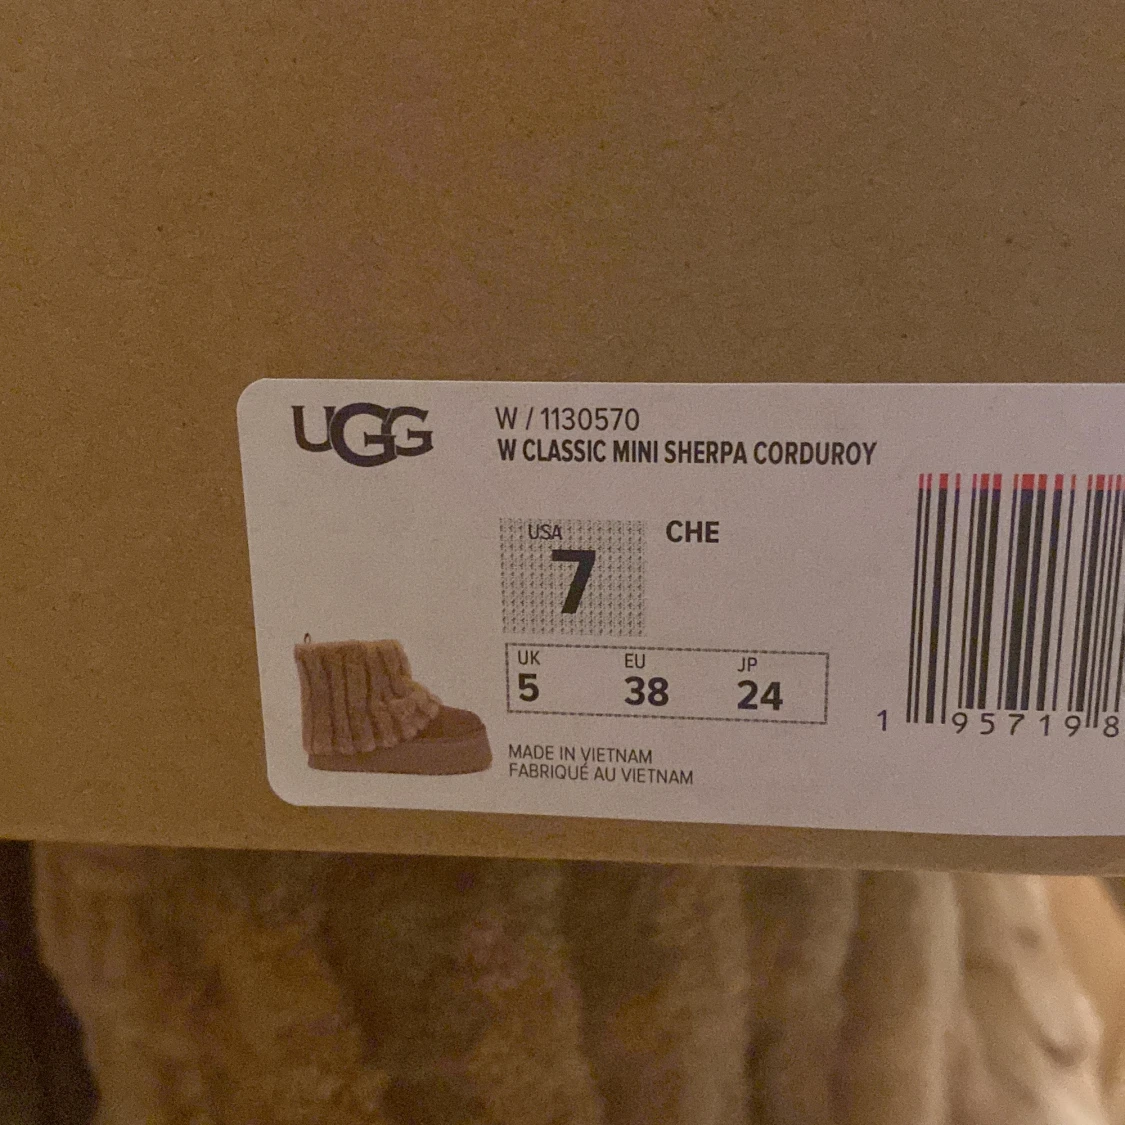 UGG
W / 1130570
W CLASSIC MINI SHERPA CORDUROY
USA
7
CHE
UK EU JP
5 38 24
1 95719 8
MADE IN VIETNAM
FABRIQUÉ AU VIETNAM